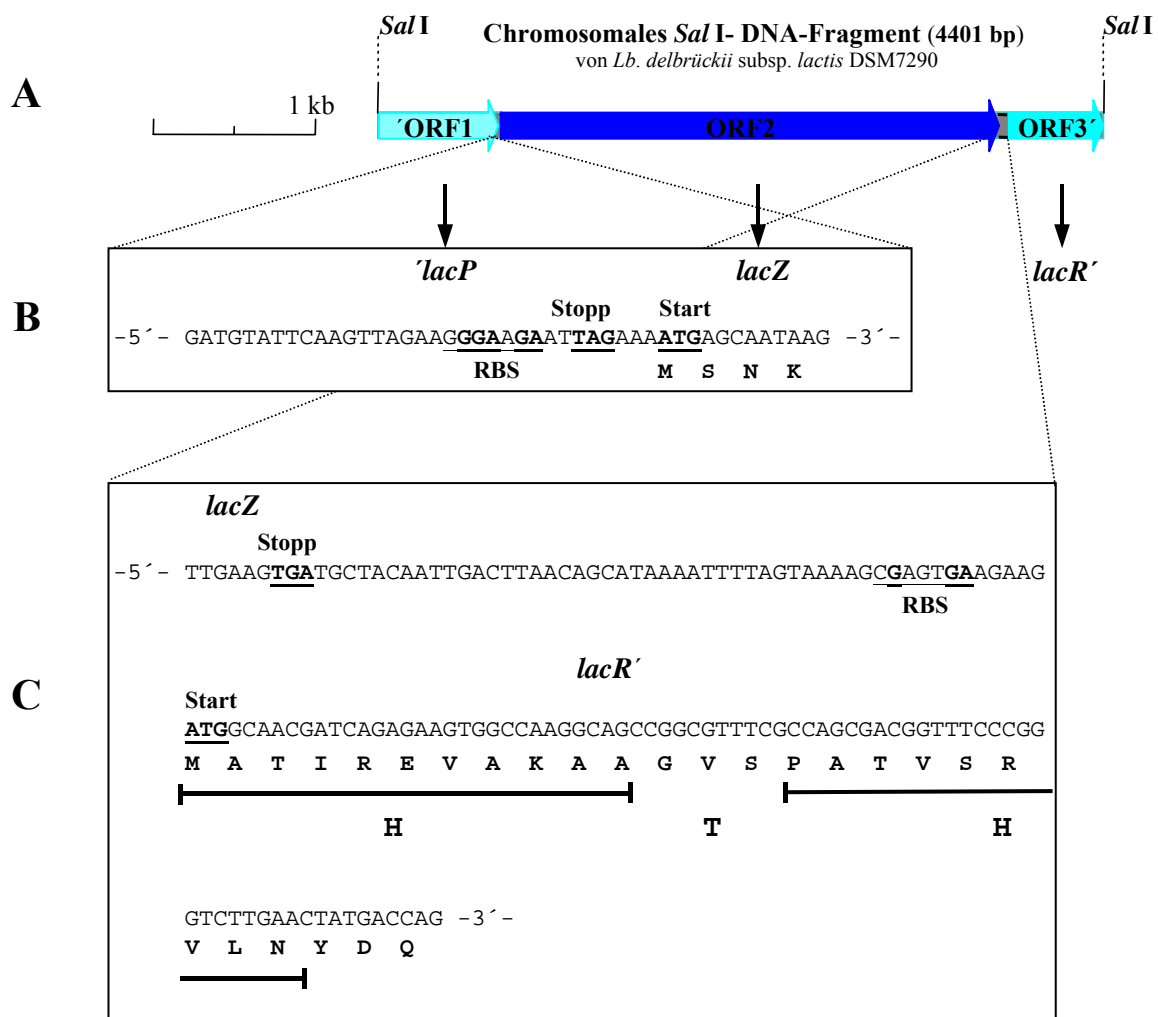 Sal I
Chromosomales Sal I- DNA-Fragment (4401 bp)
Sal I
von Lb. delbrückii subsp. lactis DSM7290
A
1 kb
´ORF1
ORF2
ORF3´
B
´lacP
lacZ
lacR´
Stopp
Start
-5´- GATGTATTCAAGTTAGAAGGGAAGAATTAGAAAATGAGCAATAAG -3´-
RBS
M S N K
C
lacZ
Stopp
-5´- TTGAAGTGATGCTACAATTGACTTAACAGCATAAAATTTTAGTAAAAGCGAGTGAAGAAG
RBS
lacR´
Start
ATGGCAACGATCAGAGAAGTGGCCAAGGCAGCCGGCGTTTCGCCAGCGACGGTTTCCCGG
M A T I R E V A K A A G V S P A T V S R
H T H
GTCTTGAACTATGACCAG -3´-
V L N Y D Q